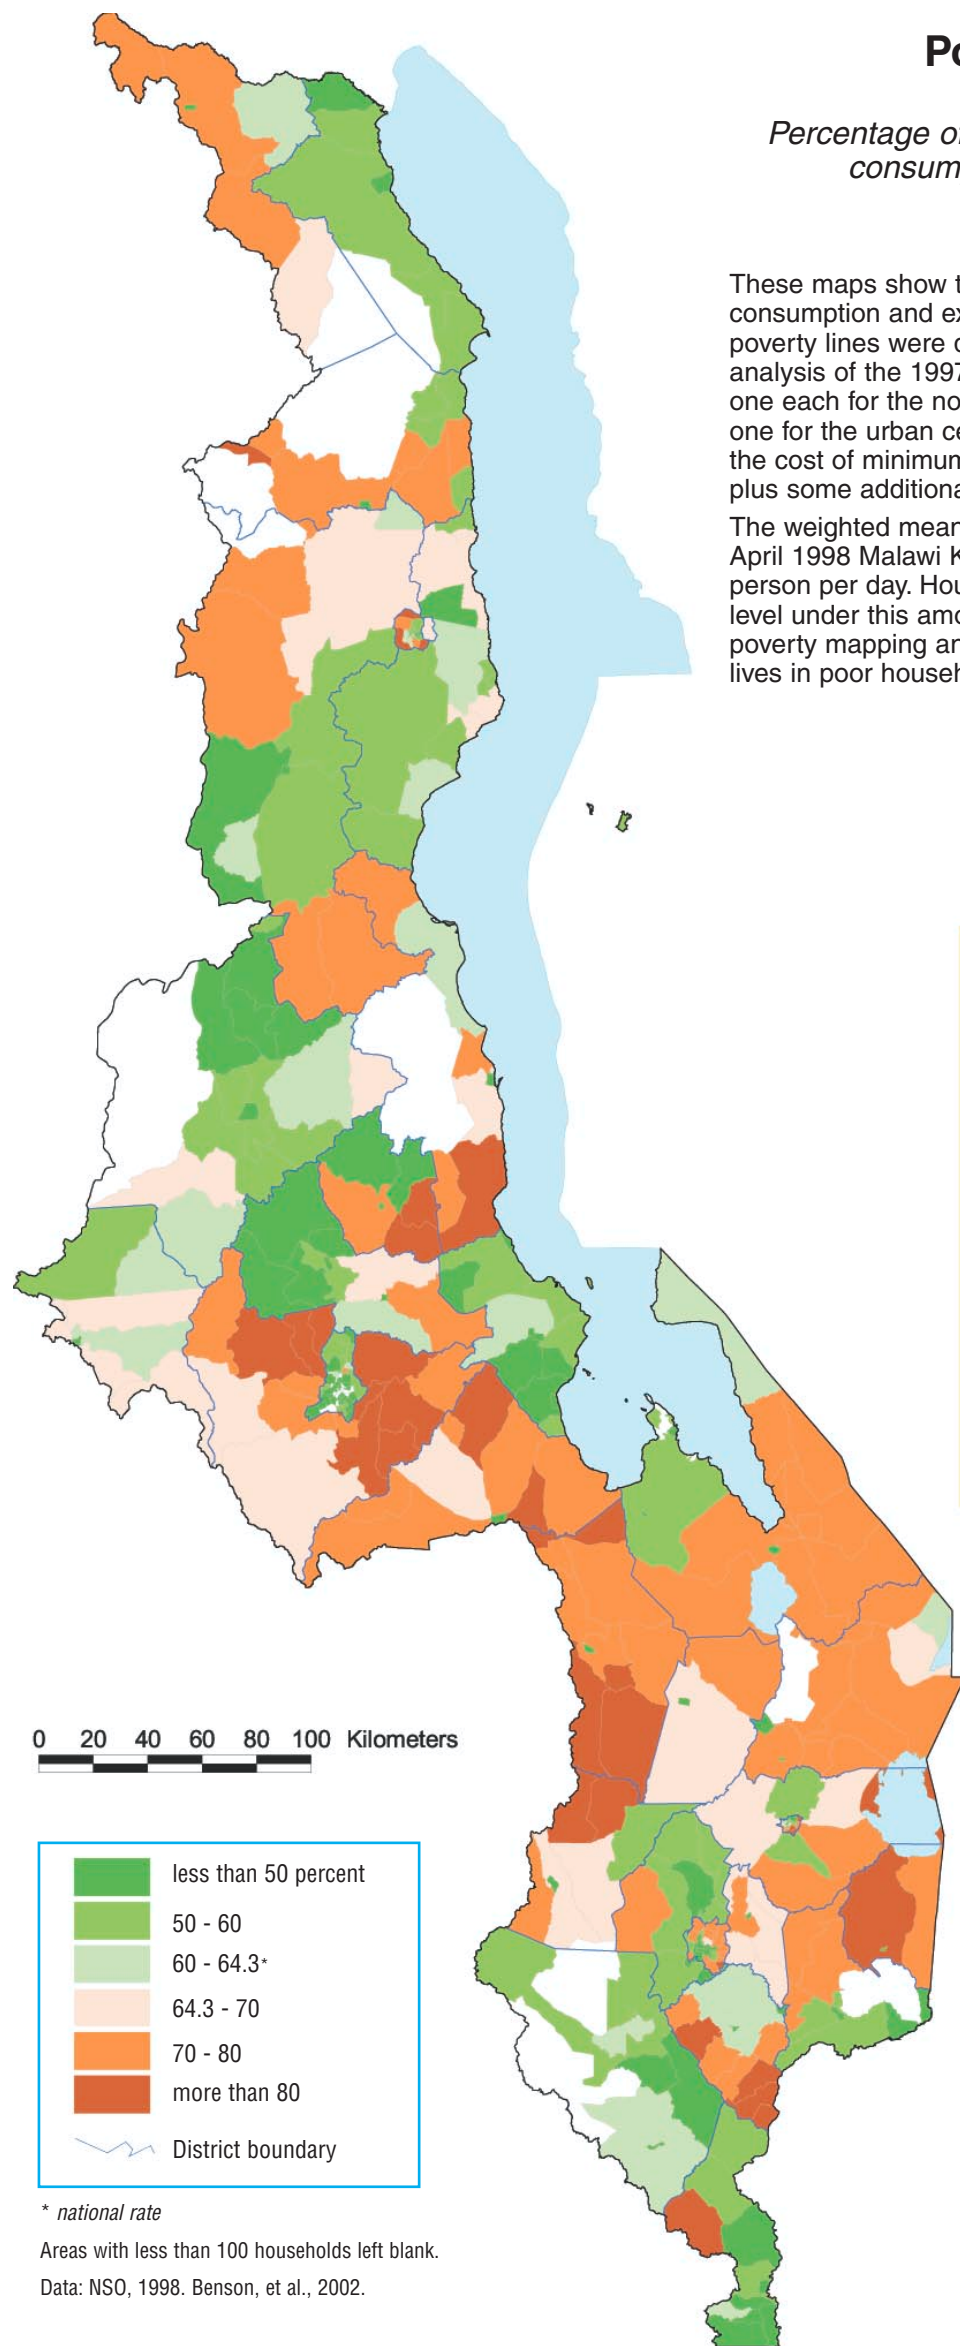 Po
Percentage of
consum
These maps show t
consumption and ex
poverty lines were
analysis of the 1997
one each for the no
one for the urban ce
the cost of minimum
plus some additiona
The weighted mean
April 1998 Malawi K
person per day. Hou
level under this amo
poverty mapping an
lives in poor househ
0 20 40 60 80 100 Kilometers
less than 50 percent
50 - 60
60 - 64.3*
64.3 - 70
70 - 80
more than 80
District boundary
* national rate
Areas with less than 100 households left blank.
Data: NSO, 1998. Benson, et al., 2002.